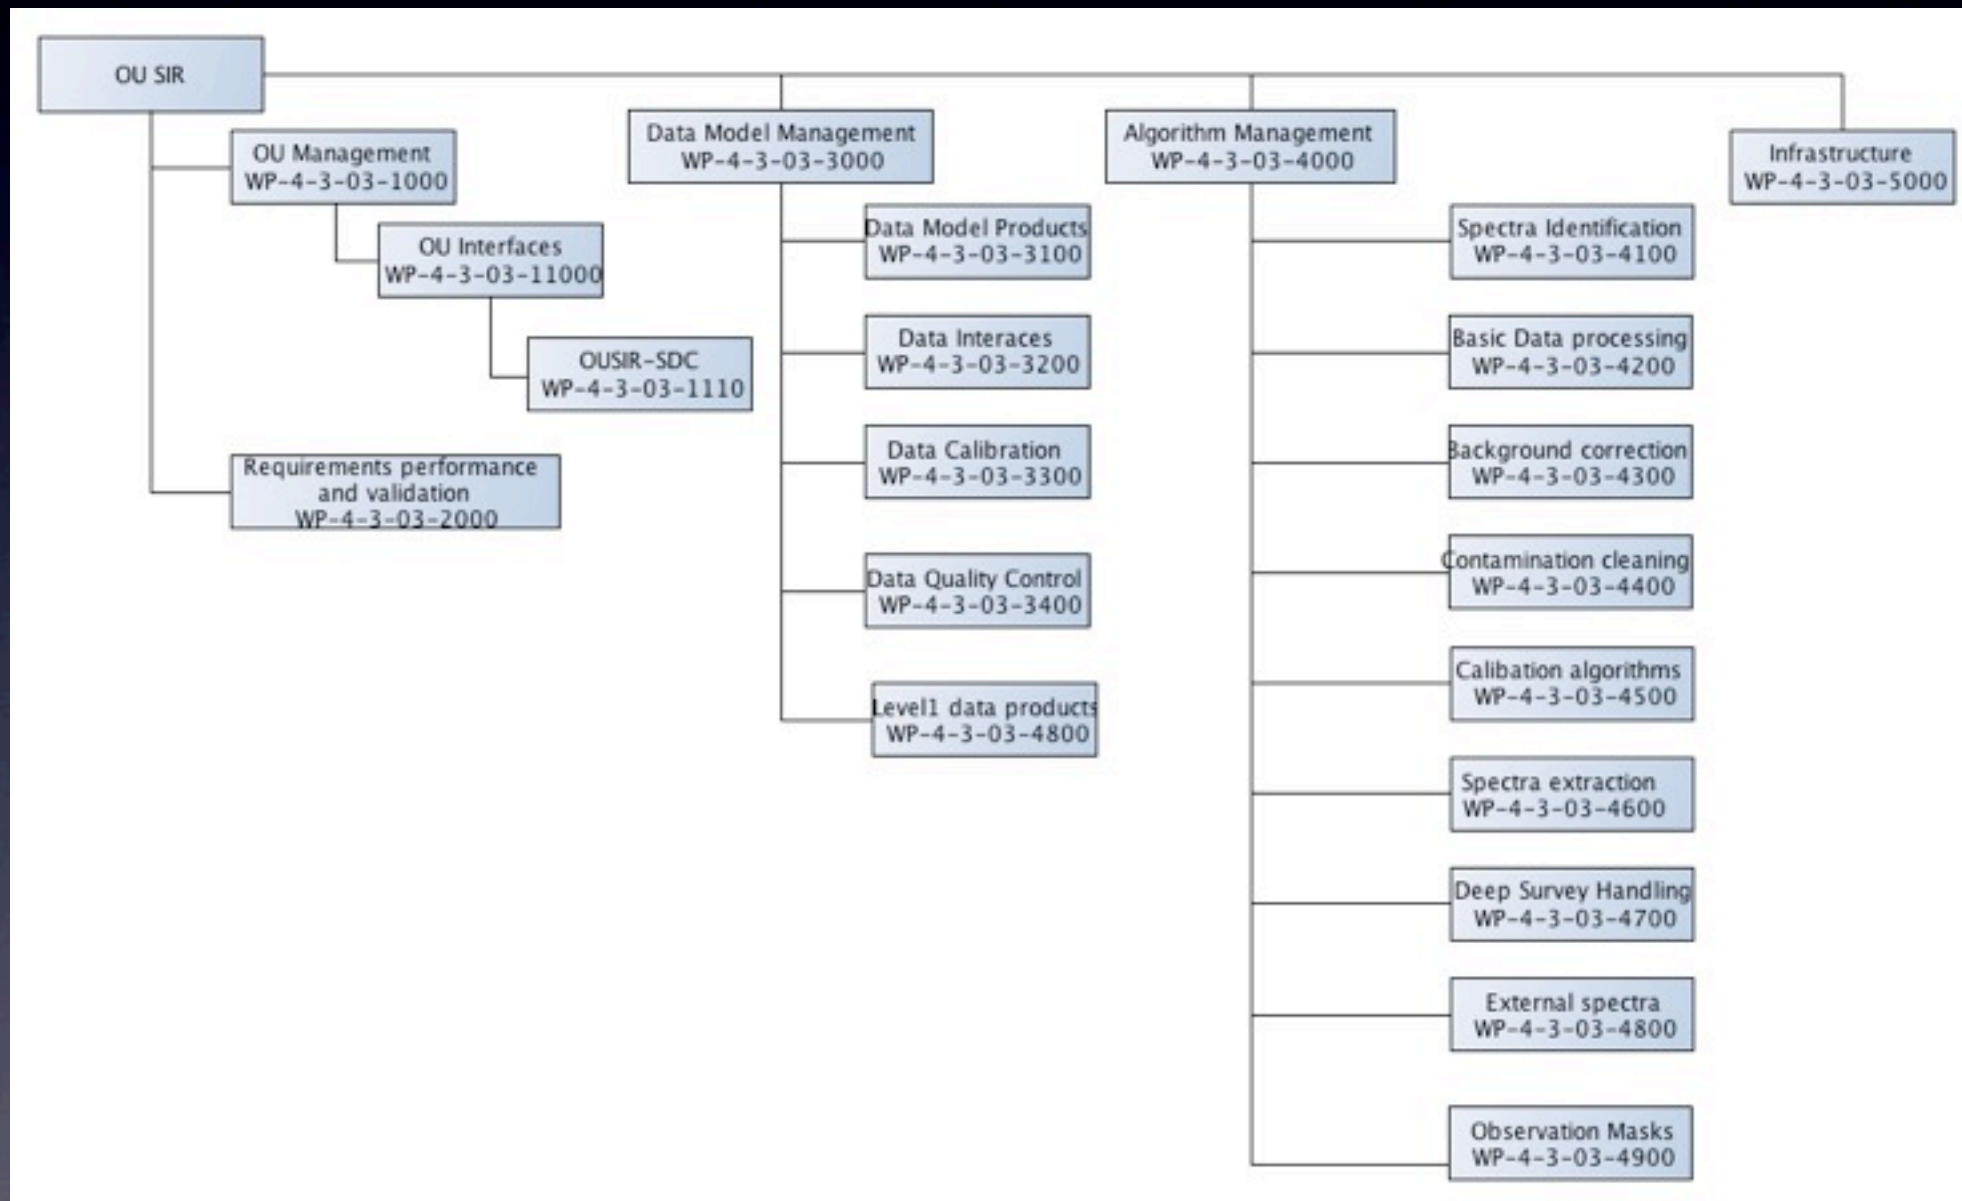 OU SIR
OU Management
WP-4-3-03-1000
OU Interfaces
WP-4-3-03-11000
OUSIR-SDC
WP-4-3-03-1110
Requirements performance
and validation
WP-4-3-03-2000
Data Model Management
WP-4-3-03-3000
Data Model Products
WP-4-3-03-3100
Data Interaces
WP-4-3-03-3200
Data Calibration
WP-4-3-03-3300
Data Quality Control
WP-4-3-03-3400
Level1 data products
WP-4-3-03-4800
Algorithm Management
WP-4-3-03-4000
Spectra Identification
WP-4-3-03-4100
Basic Data processing
WP-4-3-03-4200
Background correction
WP-4-3-03-4300
Contamination cleaning
WP-4-3-03-4400
Calibation algorithms
WP-4-3-03-4500
Spectra extraction
WP-4-3-03-4600
Deep Survey Handling
WP-4-3-03-4700
External spectra
WP-4-3-03-4800
Observation Masks
WP-4-3-03-4900
Infrastructure
WP-4-3-03-5000